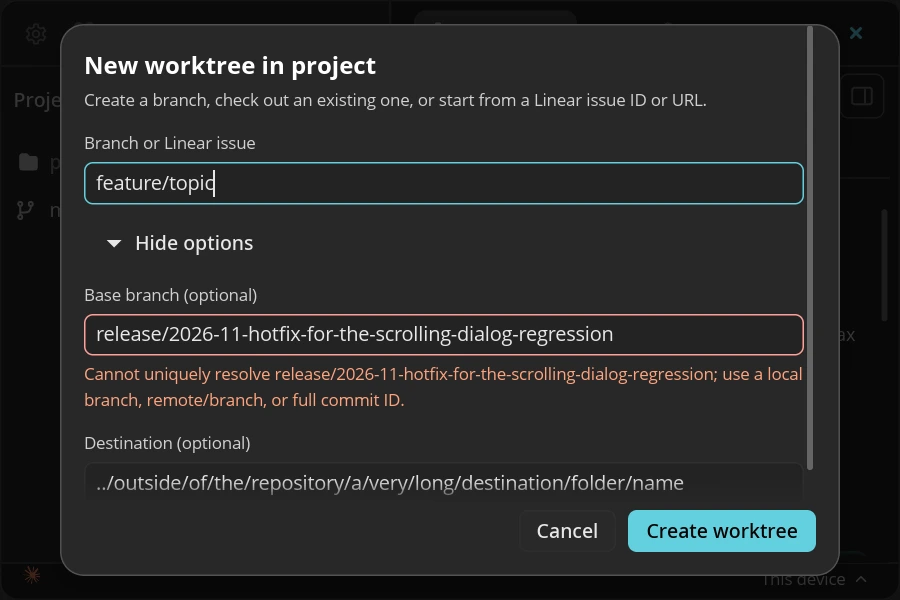 New worktree in project
Create a branch, check out an existing one, or start from a Linear issue ID or URL.
Branch or Linear issue
feature/topic
Hide options
Base branch (optional)
release/2026-11-hotfix-for-the-scrolling-dialog-regression
Cannot uniquely resolve release/2026-11-hotfix-for-the-scrolling-dialog-regression; use a local
branch, remote/branch, or full commit ID.
Destination (optional)
../outside/of/the/repository/a/very/long/destination/folder/name
Cancel
Create worktree
This device